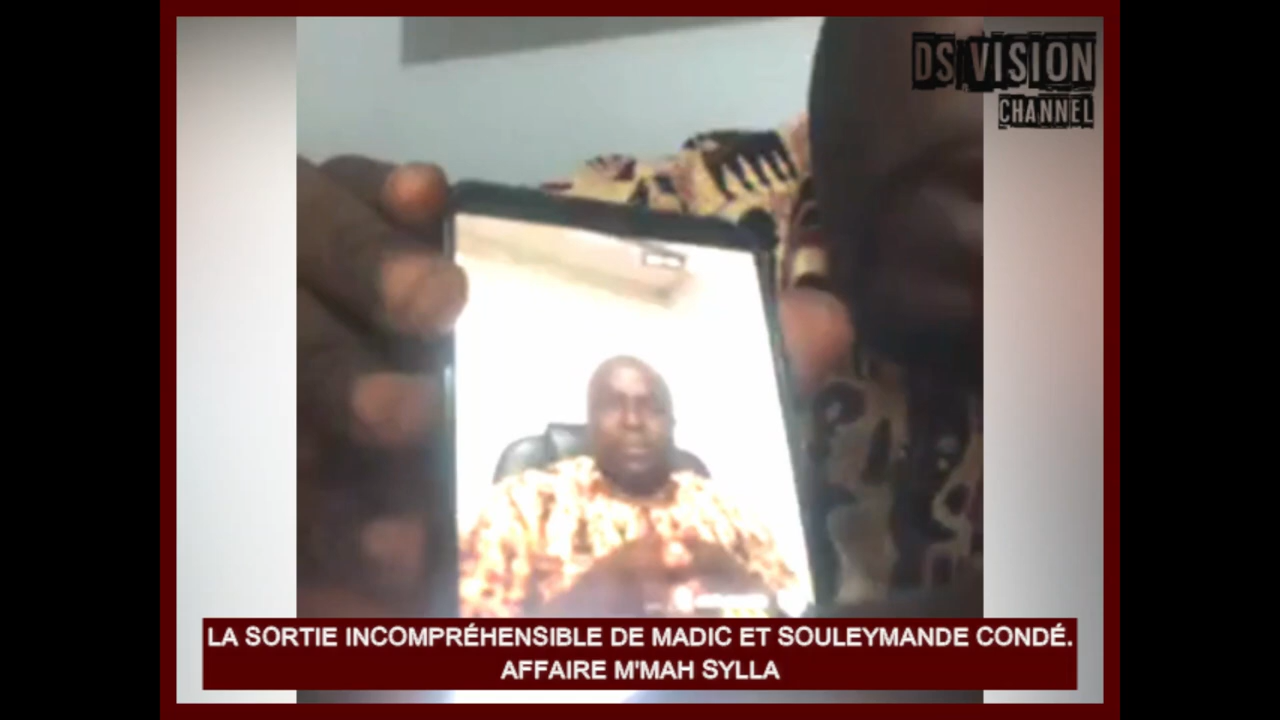 DS VISION
CHANNEL
LA SORTIE INCOMPRÉHENSIBLE DE MADIC ET SOULEYMANDE CONDÉ.
AFFAIRE M'MAH SYLLA